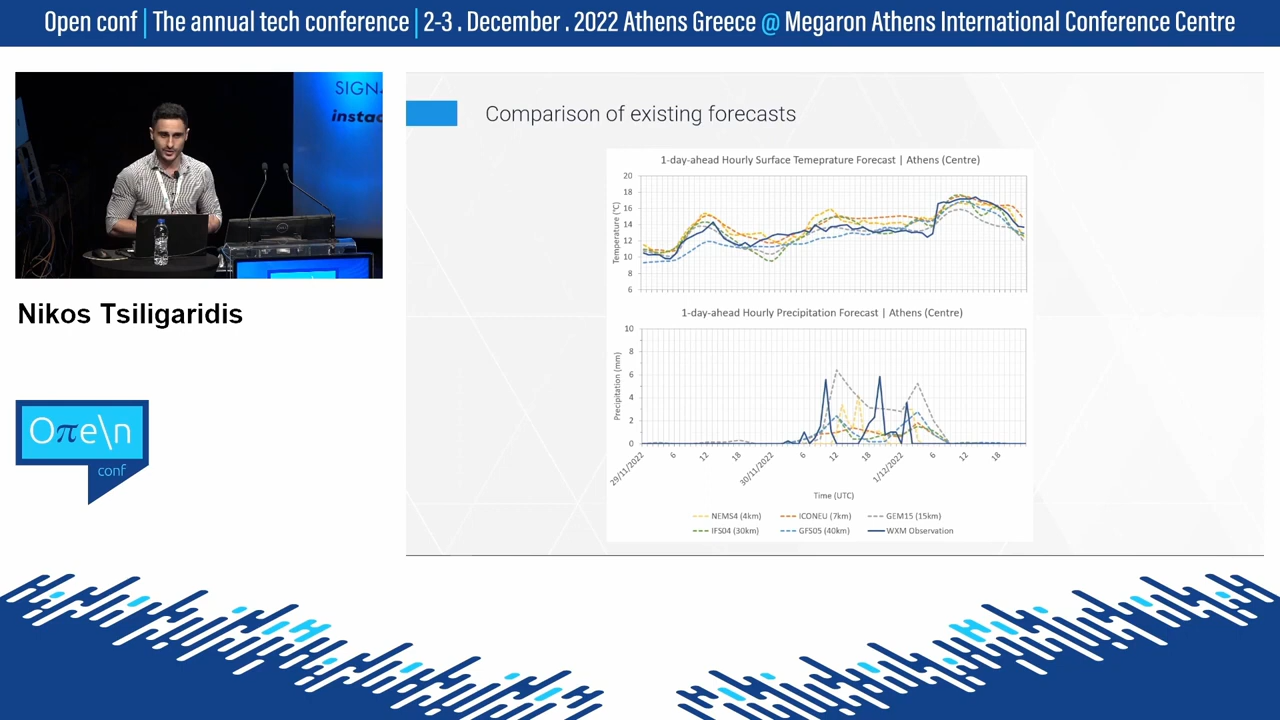 Open conf | The annual tech conference | 2-3 . December . 2022 Athens Greece @ Megaron Athens International Conference Centre
SIGN
instac
Nikos Tsiligaridis
Oπe\n
conf
Comparison of existing forecasts
1-day-ahead Hourly Surface Temeprature Forecast | Athens (Centre)
Temperature (°C)
20
18
16
14
12
10
8
6
1-day-ahead Hourly Precipitation Forecast | Athens (Centre)
Precipitation (mm)
10
8
6
4
2
0
29/11/2022 6 12 18 30/11/2022 6 12 18 1/12/2022 6 12 18
Time (UTC)
NEMS4 (4km) ICONEU (7km) GEM15 (15km)
IFS04 (30km) GFS05 (40km) WXM Observation